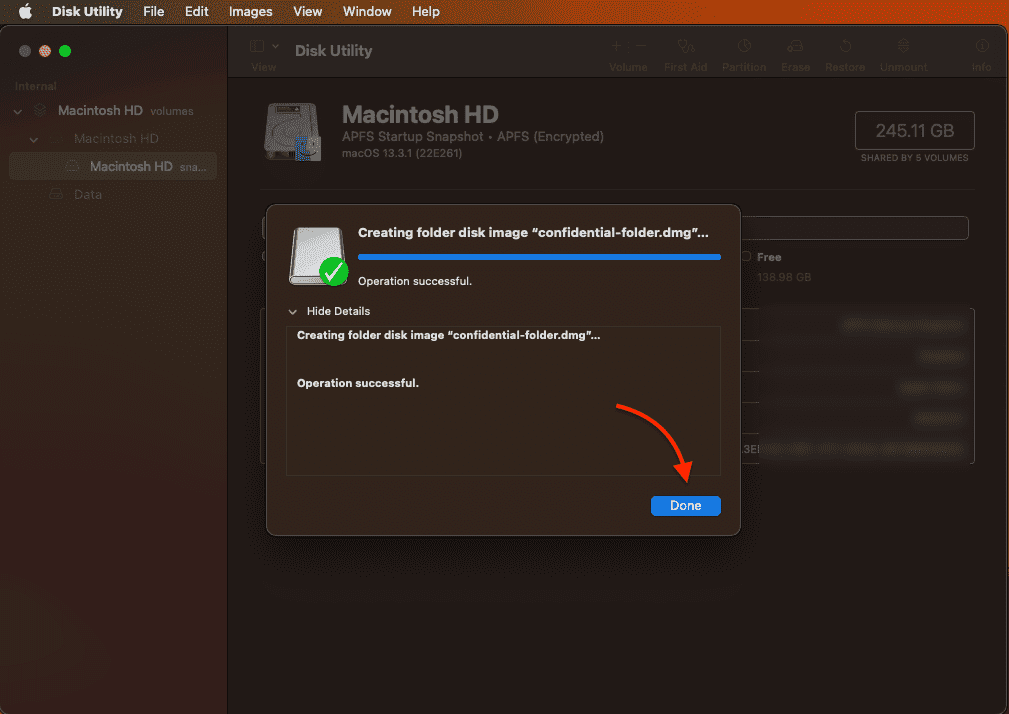 Disk Utility File Edit Images View Window Help
Disk Utility
View
Volume First Aid Partition Erase Restore Unmount Info
Internal
Macintosh HD volumes
Macintosh HD
Macintosh HD sna...
Data
Macintosh HD
APFS Startup Snapshot • APFS (Encrypted)
macOS 13.3.1 (22E261)
245.11 GB
SHARED BY 5 VOLUMES
Free
138.98 GB
Creating folder disk image “confidential-folder.dmg”...
Operation successful.
Hide Details
Creating folder disk image “confidential-folder.dmg”...
Operation successful.
Done